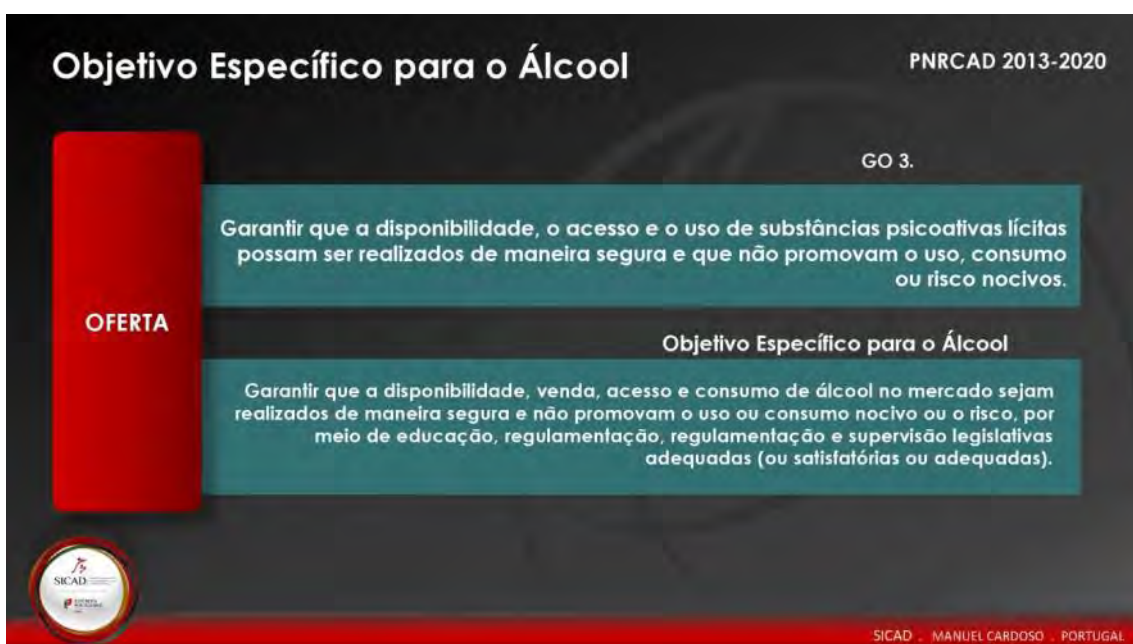 Objetivo Específico para o Álcool
PNRCAD 2013-2020
GO 3.
Garantir que a disponibilidade, o acesso e o uso de substâncias psicoativas lícitas
possam ser realizados de maneira segura e que não promovam o uso, consumo
ou risco nocivos.
OFERTA
Objetivo Específico para o Álcool
Garantir que a disponibilidade, venda, acesso e consumo de álcool no mercado sejam
realizados de maneira segura e não promovam o uso ou consumo nocivo ou o risco, por
meio de educação, regulamentação, regulamentação e supervisão legislativas
adequadas (ou satisfatórias ou adequadas).
SICAD
SICAD . MANUEL CARDOSO . PORTUGAL